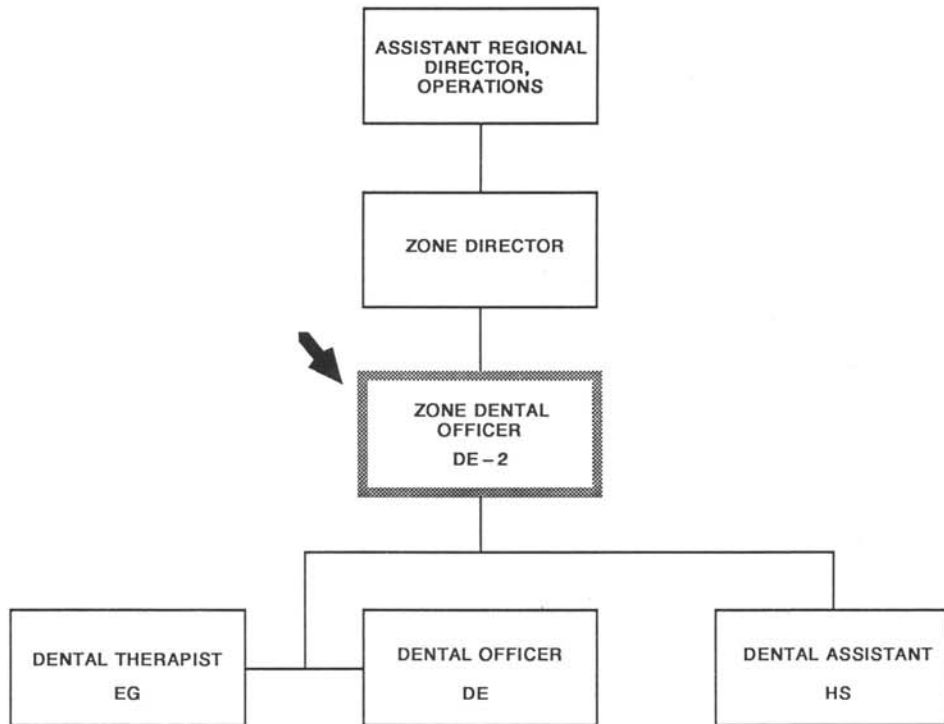 ASSISTANT REGIONAL
DIRECTOR,
OPERATIONS
ZONE DIRECTOR
ZONE DENTAL
OFFICER
DE-2
DENTAL THERAPIST
EG
DENTAL OFFICER
DE
DENTAL ASSISTANT
HS